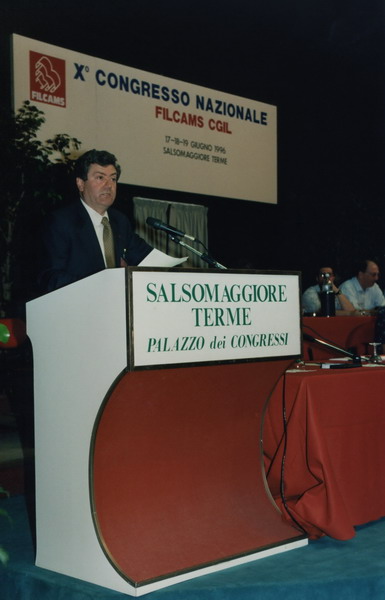 FILCAMS
X° CONGRESSO NAZIONALE
FILCAMS CGIL
17-18-19 GIUGNO 1996
SALSOMAGGIORE TERME
SALSOMAGGIORE
TERME
PALAZZO dei CONGRESSI